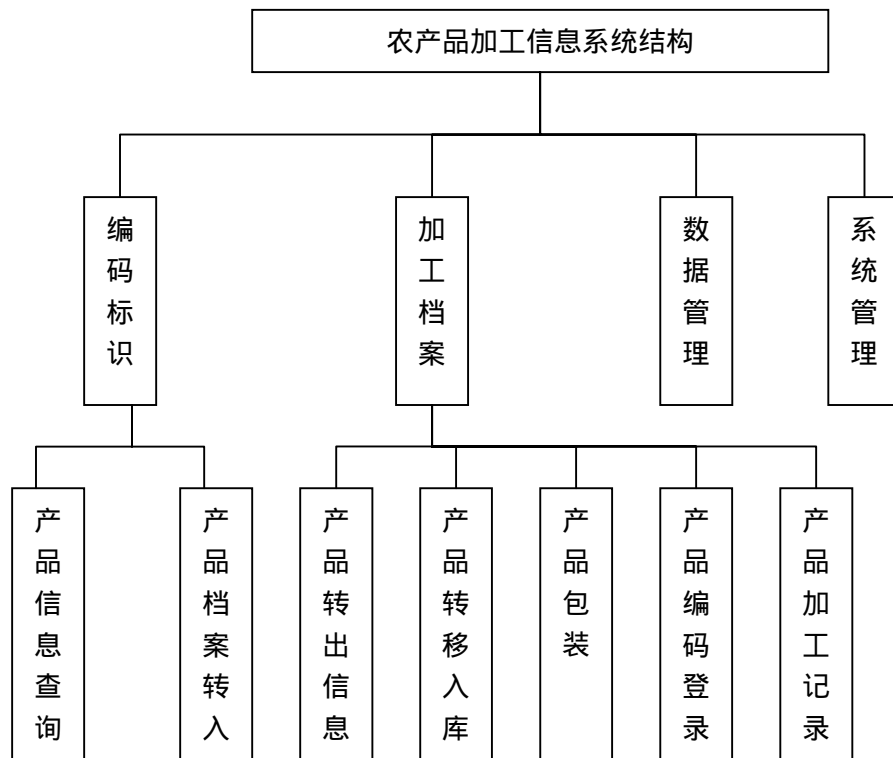 农产品加工信息系统结构
编码标识
加工档案
数据管理
系统管理
产品信息查询
产品档案转入
产品转出信息
产品转移入库
产品包装
产品编码登录
产品加工记录